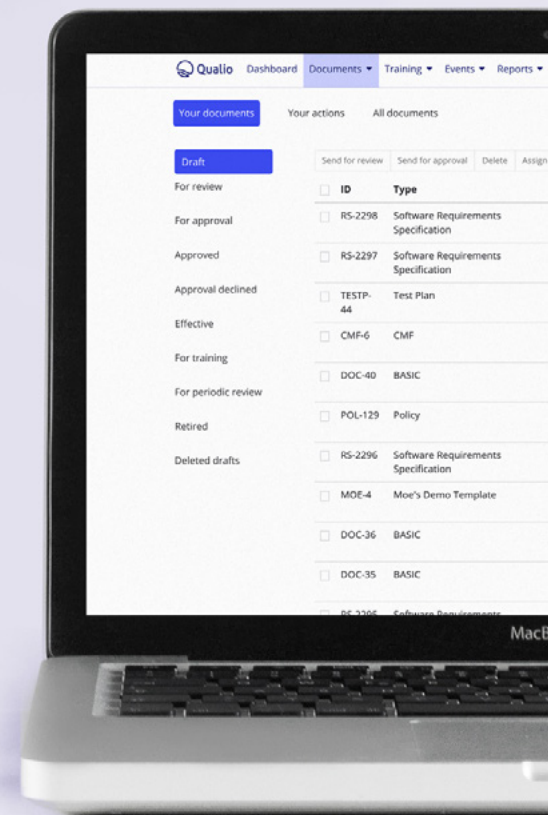 Qualio Dashboard Documents Training Events Reports
Your documents Your actions All documents
Draft
For review
For approval
Approved
Approval declined
Effective
For training
For periodic review
Retired
Deleted drafts
Send for review Send for approval Delete Assign
ID Type
RS-2298 Software Requirements
Specification
RS-2297 Software Requirements
Specification
TESTP- Test Plan
44
CMF-6 CMF
DOC-40 BASIC
POL-129 Policy
RS-2296 Software Requirements
Specification
MOE-4 Moe's Demo Template
DOC-36 BASIC
DOC-35 BASIC
RS-2295 Software Requirements
MacB